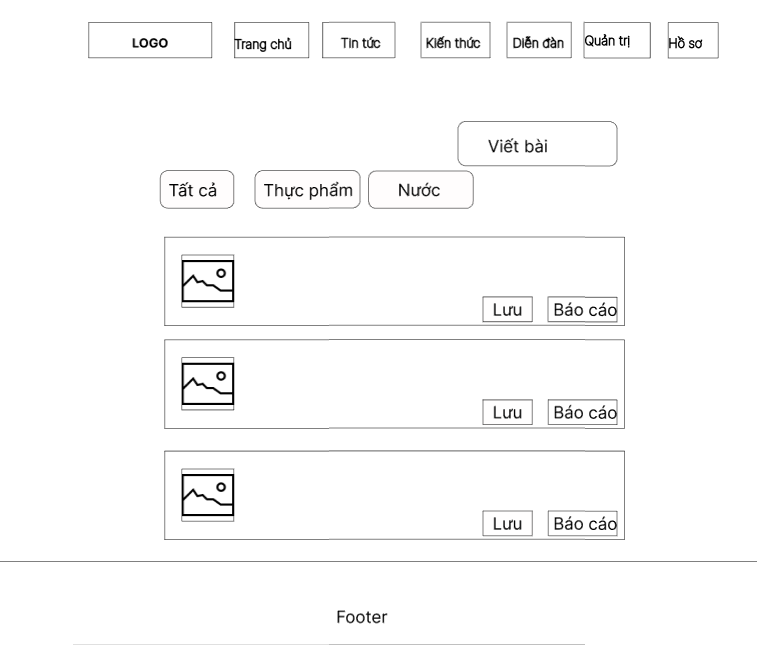 LOGO
Trang chủ
Tin tức
Kiến thức
Diễn đàn
Quản trị
Hồ sơ
Viết bài
Tất cả
Thực phẩm
Nước
Lưu
Báo cáo
Lưu
Báo cáo
Lưu
Báo cáo
Footer